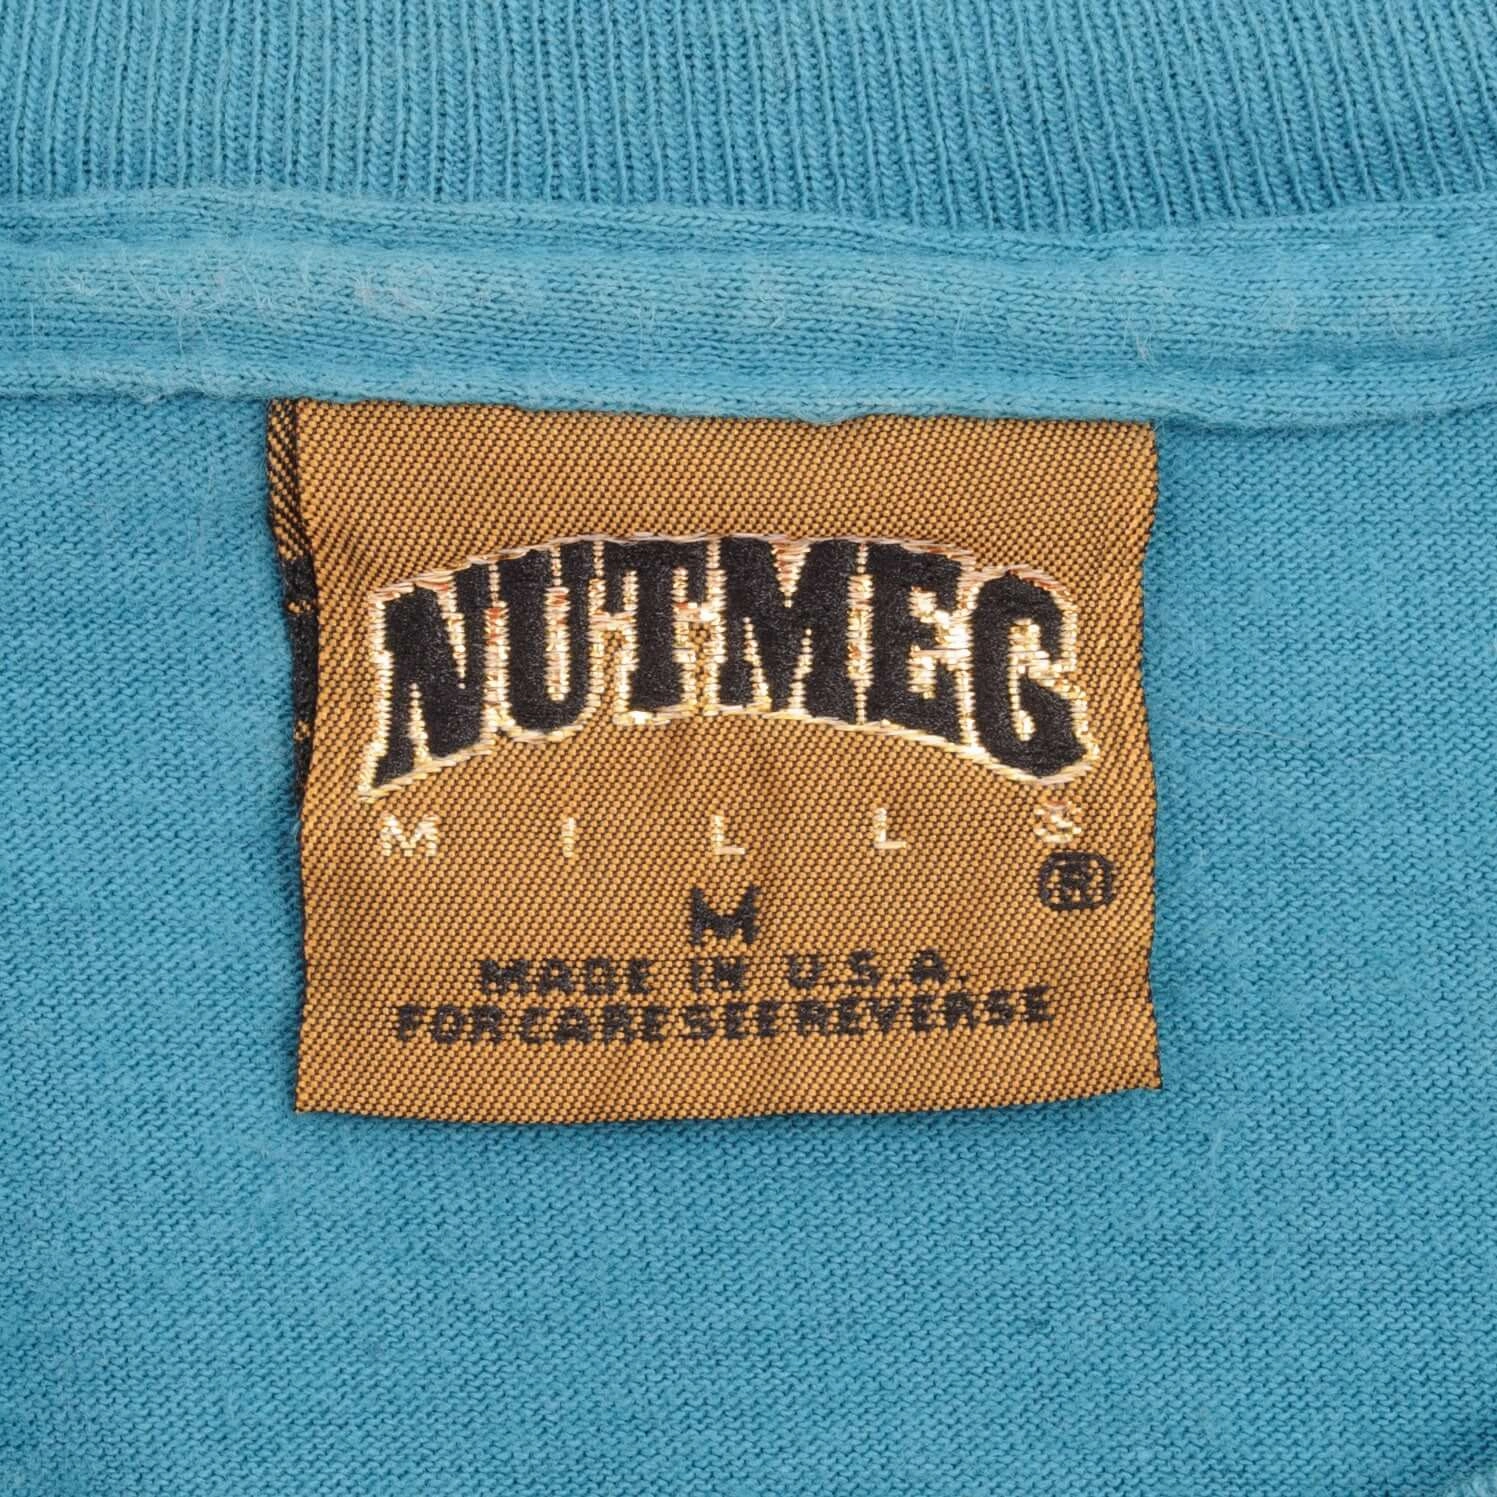 NUTMEG
MILLS
®
M
MADE IN U.S.A.
FOR CARE SEE REVERSE